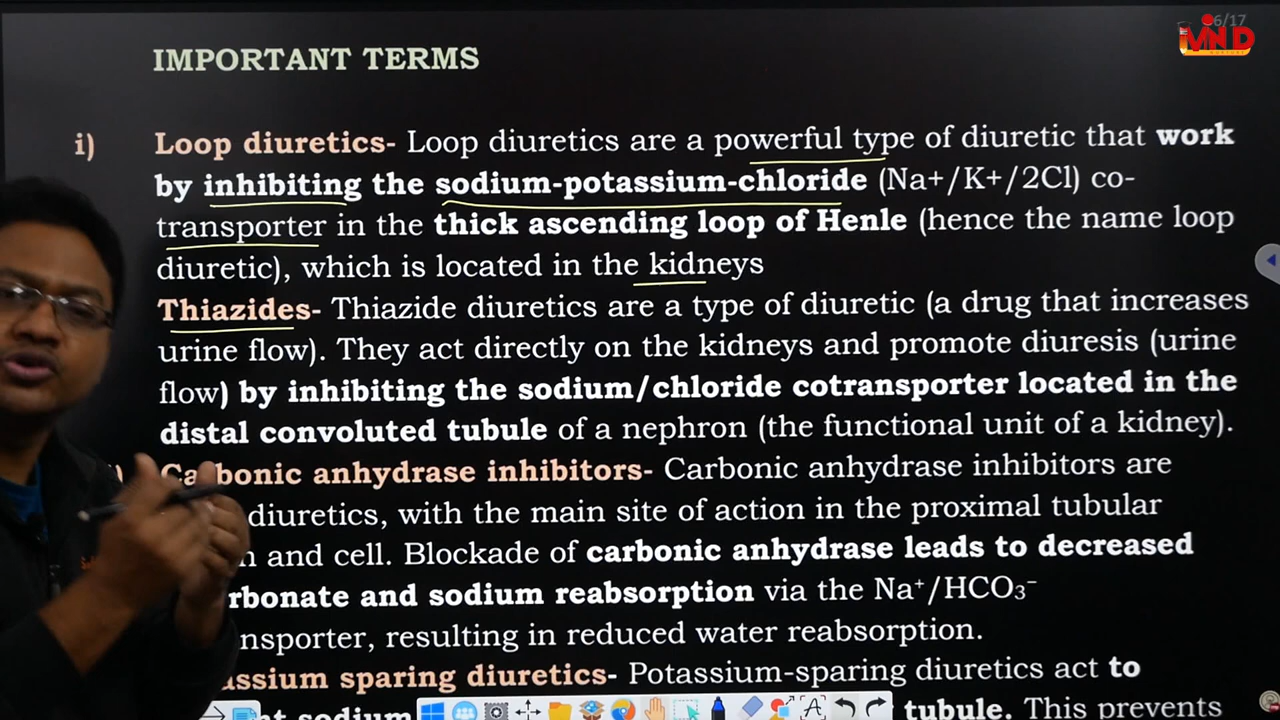 6/17
MIND
IMPORTANT TERMS
i) Loop diuretics- Loop diuretics are a powerful type of diuretic that work
by inhibiting the sodium-potassium-chloride (Na+/K+/2Cl) co-
transporter in the thick ascending loop of Henle (hence the name loop
diuretic), which is located in the kidneys
Thiazides- Thiazide diuretics are a type of diuretic (a drug that increases
urine flow). They act directly on the kidneys and promote diuresis (urine
flow) by inhibiting the sodium/chloride cotransporter located in the
distal convoluted tubule of a nephron (the functional unit of a kidney).
Carbonic anhydrase inhibitors- Carbonic anhydrase inhibitors are
diuretics, with the main site of action in the proximal tubular
and cell. Blockade of carbonic anhydrase leads to decreased
rbonate and sodium reabsorption via the Na⁺/HCO₃⁻
nsporter, resulting in reduced water reabsorption.
assium sparing diuretics- Potassium-sparing diuretics act to
nt sodium tubule. This prevents